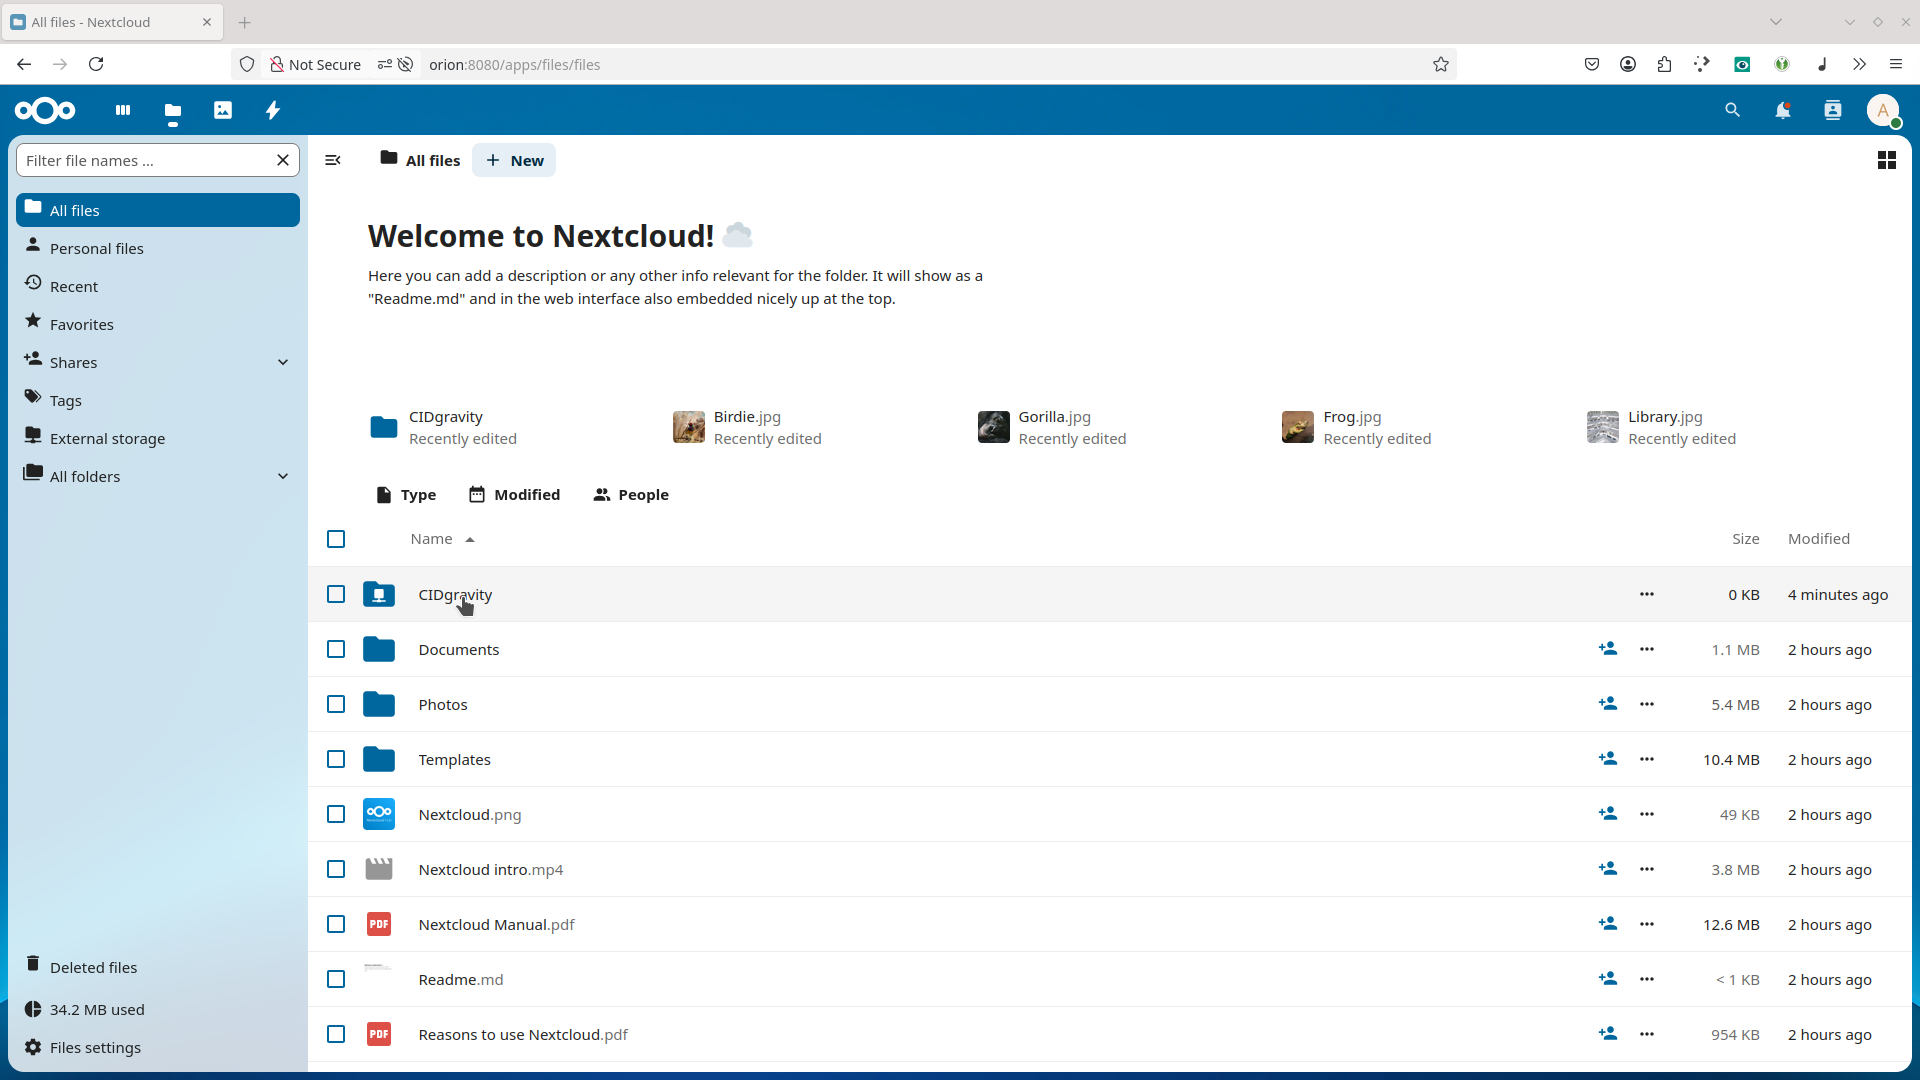 All files - Nextcloud
Not Secure
orion:8080/apps/files/files
A
Filter file names ...
All files
New
All files
Personal files
Recent
Favorites
Shares
Tags
External storage
All folders
Welcome to Nextcloud!
Here you can add a description or any other info relevant for the folder. It will show as a
"Readme.md" and in the web interface also embedded nicely up at the top.
CIDgravity
Recently edited
Birdie.jpg
Recently edited
Gorilla.jpg
Recently edited
Frog.jpg
Recently edited
Library.jpg
Recently edited
Type Modified People
Name Size Modified
CIDgravity 0 KB 4 minutes ago
Documents 1.1 MB 2 hours ago
Photos 5.4 MB 2 hours ago
Templates 10.4 MB 2 hours ago
Nextcloud.png 49 KB 2 hours ago
Nextcloud intro.mp4 3.8 MB 2 hours ago
PDF Nextcloud Manual.pdf 12.6 MB 2 hours ago
Readme.md < 1 KB 2 hours ago
PDF Reasons to use Nextcloud.pdf 954 KB 2 hours ago
Deleted files
34.2 MB used
Files settings